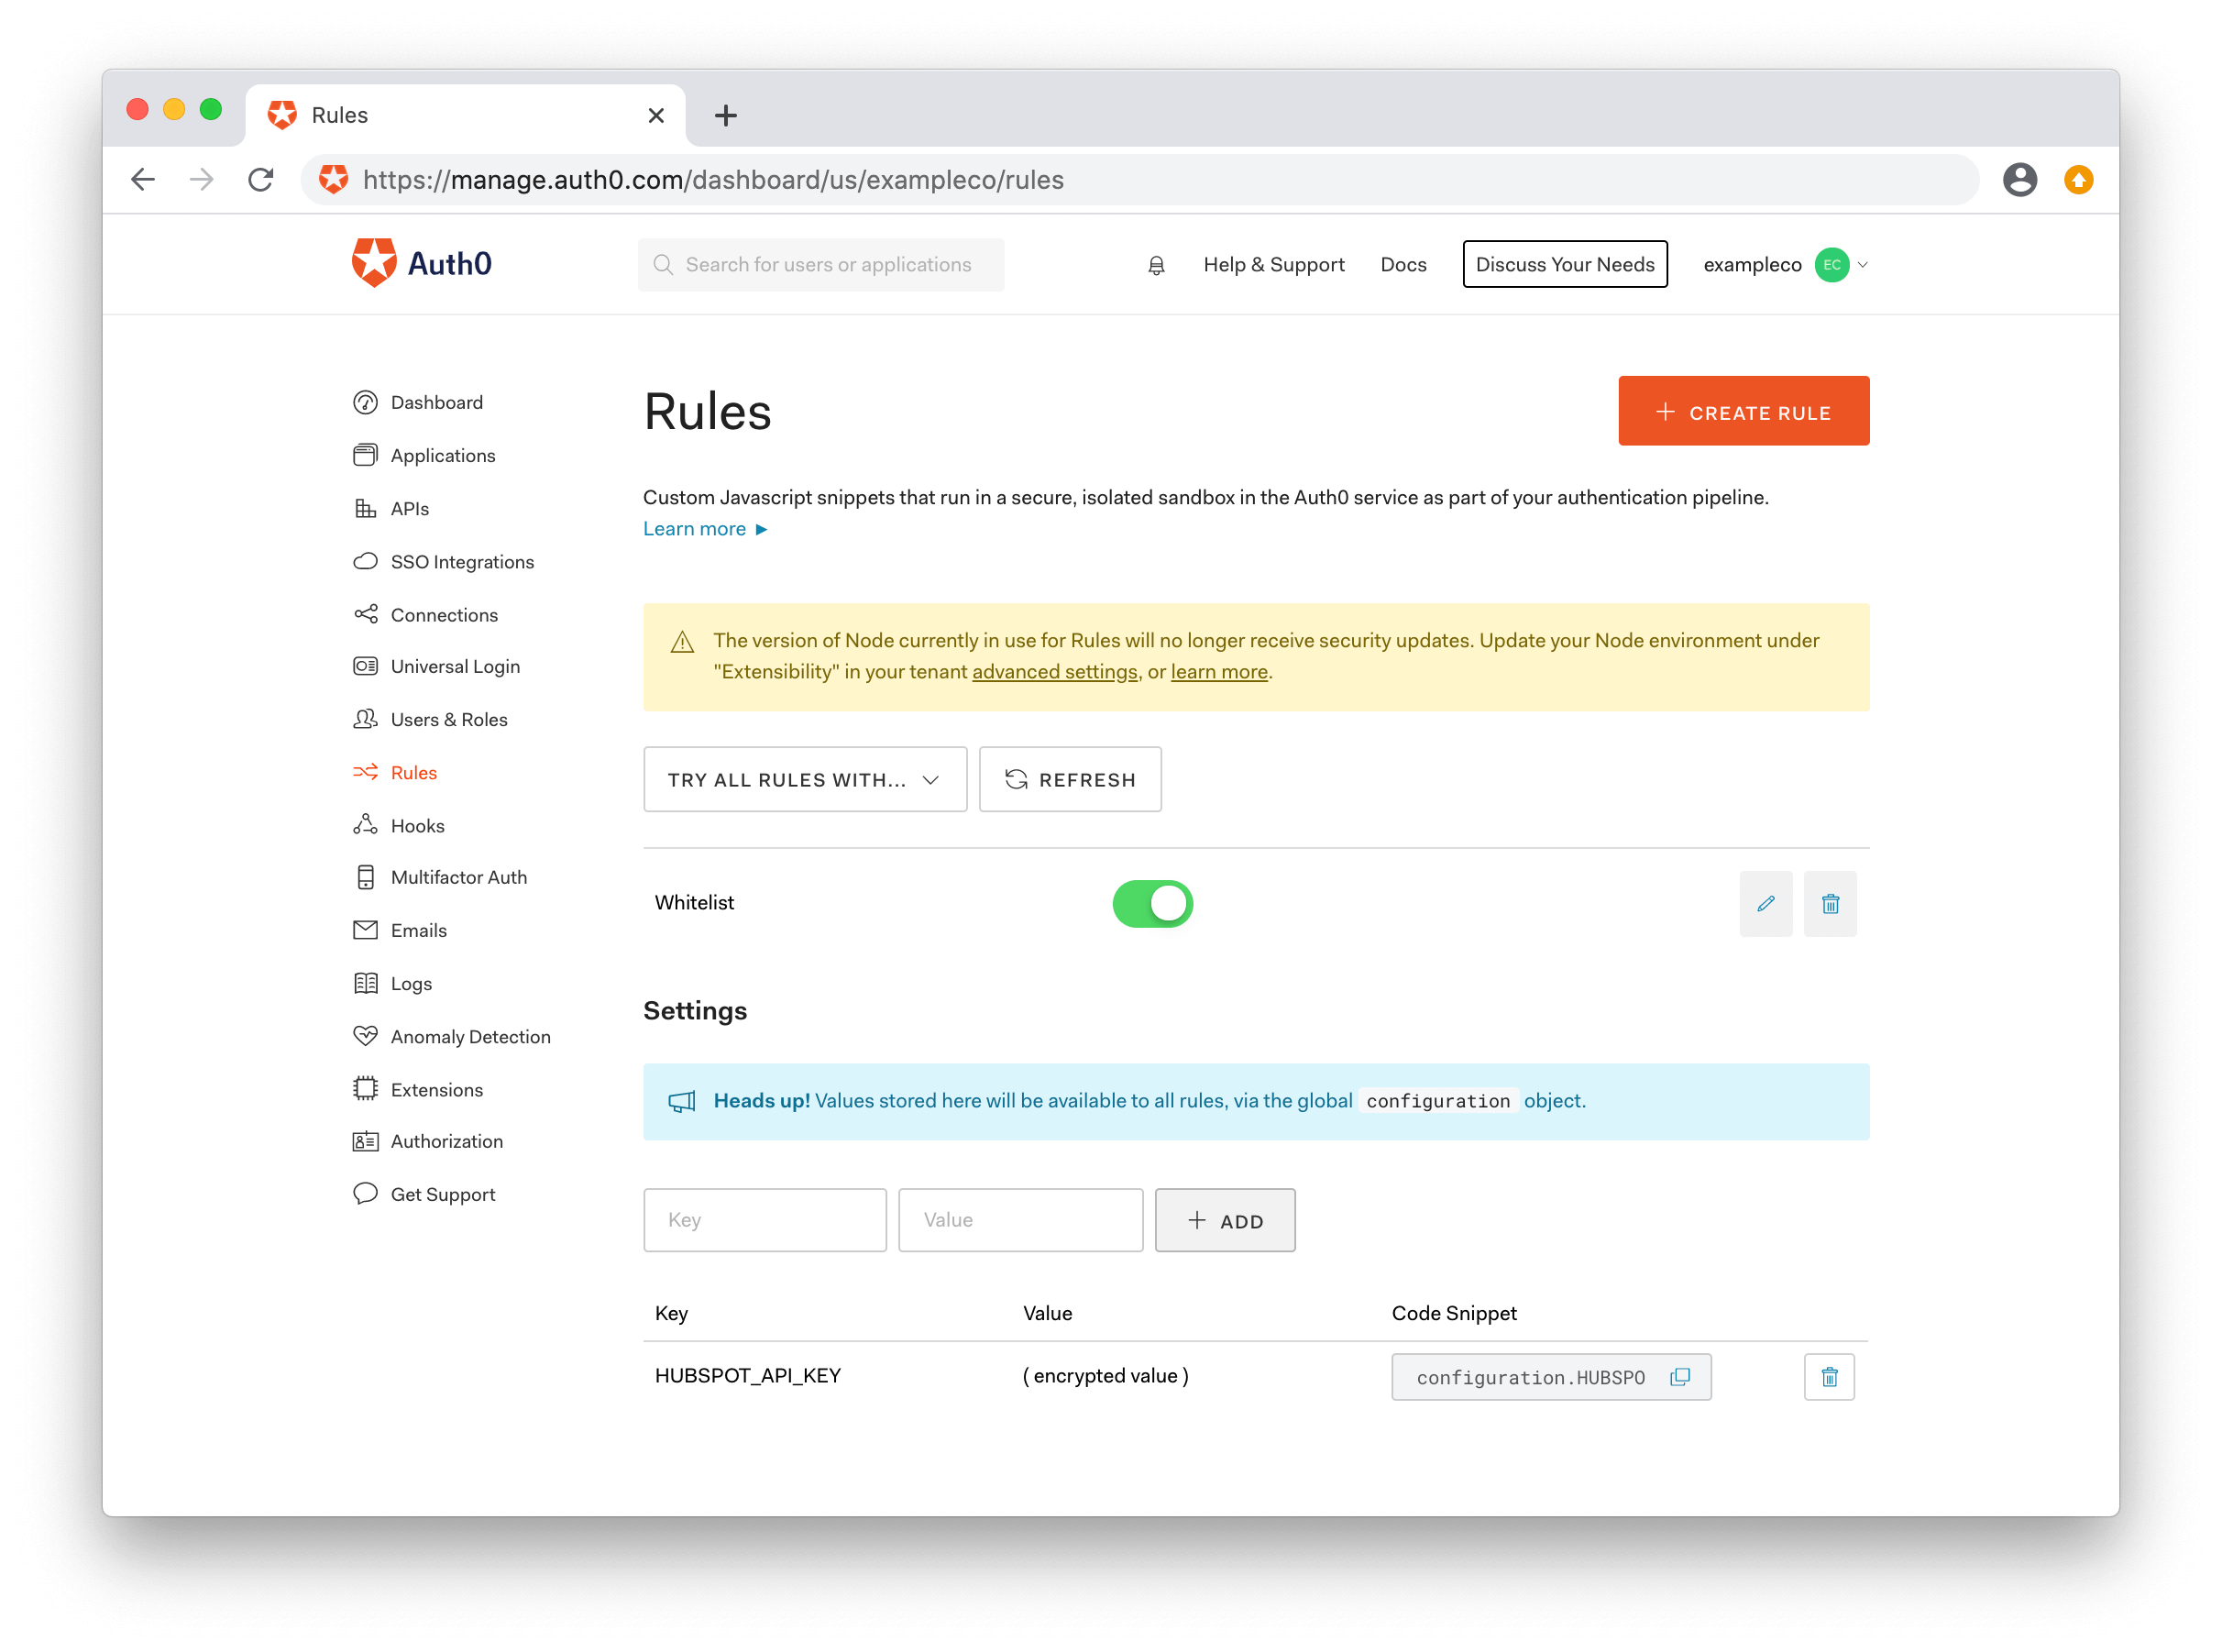 Rules
https://manage.auth0.com/dashboard/us/exampleco/rules
Auth0
Search for users or applications
Help & Support
Docs
Discuss Your Needs
exampleco
EC
Dashboard
Applications
APIs
SSO Integrations
Connections
Universal Login
Users & Roles
Rules
Hooks
Multifactor Auth
Emails
Logs
Anomaly Detection
Extensions
Authorization
Get Support
Rules
CREATE RULE
Custom Javascript snippets that run in a secure, isolated sandbox in the Auth0 service as part of your authentication pipeline.
Learn more ►
The version of Node currently in use for Rules will no longer receive security updates. Update your Node environment under
"Extensibility" in your tenant advanced settings, or learn more.
TRY ALL RULES WITH...
REFRESH
Whitelist
Settings
Heads up! Values stored here will be available to all rules, via the global configuration object.
Key
Value
ADD
Key Value Code Snippet
HUBSPOT_API_KEY ( encrypted value ) configuration.HUBSPO